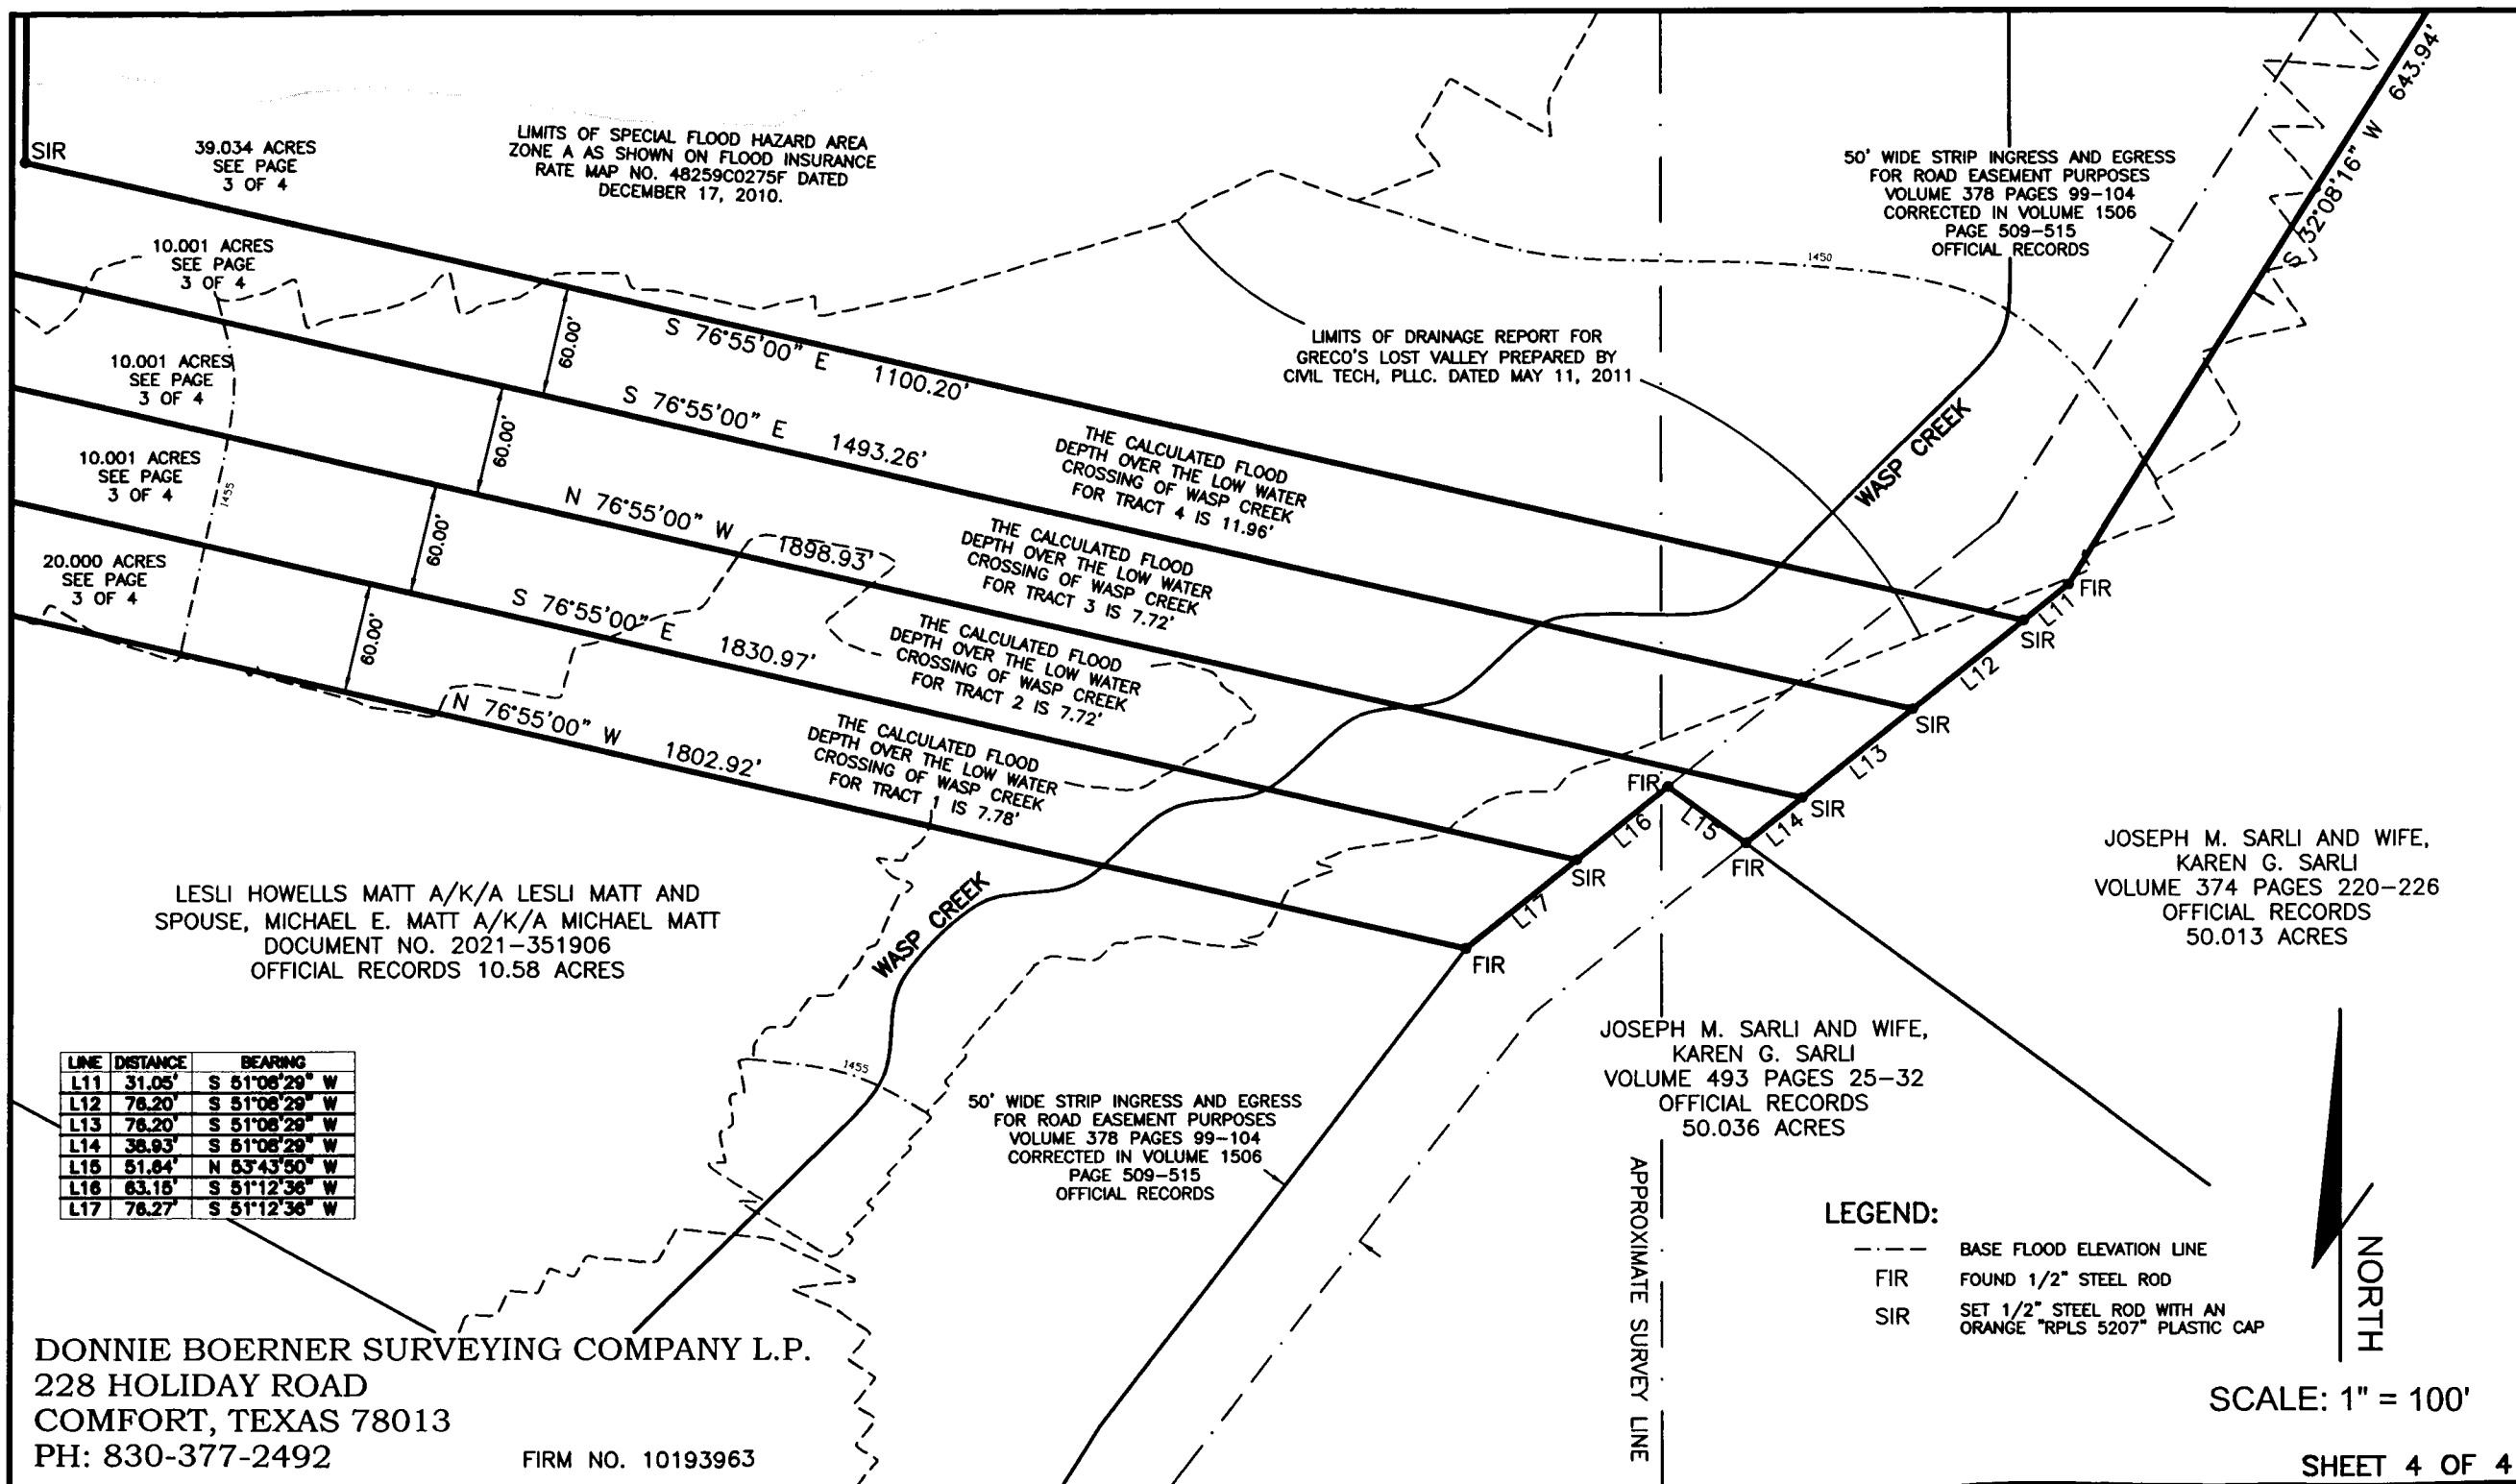 SIR
39.034 ACRES
SEE PAGE
3 OF 4
LIMITS OF SPECIAL FLOOD HAZARD AREA
ZONE A AS SHOWN ON FLOOD INSURANCE
RATE MAP NO. 48259C0275F DATED
DECEMBER 17, 2010.
50' WIDE STRIP INGRESS AND EGRESS
FOR ROAD EASEMENT PURPOSES
VOLUME 378 PAGES 99-104
CORRECTED IN VOLUME 1506
PAGE 509-515
OFFICIAL RECORDS
S 32°08'16" W 643.94'
10.001 ACRES
SEE PAGE
3 OF 4
1450
60.00'
S 76°55'00" E 1100.20'
LIMITS OF DRAINAGE REPORT FOR
GRECO'S LOST VALLEY PREPARED BY
CIVIL TECH, PLLC. DATED MAY 11, 2011
10.001 ACRES
SEE PAGE
3 OF 4
60.00'
S 76°55'00" E 1493.26'
THE CALCULATED FLOOD
DEPTH OVER THE LOW WATER
CROSSING OF WASP CREEK
FOR TRACT 4 IS 11.96'
WASP CREEK
10.001 ACRES
SEE PAGE
3 OF 4
1455
60.00'
N 76°55'00" W 1898.93'
THE CALCULATED FLOOD
DEPTH OVER THE LOW WATER
CROSSING OF WASP CREEK
FOR TRACT 3 IS 7.72'
20.000 ACRES
SEE PAGE
3 OF 4
60.00'
S 76°55'00" E 1830.97'
THE CALCULATED FLOOD
DEPTH OVER THE LOW WATER
CROSSING OF WASP CREEK
FOR TRACT 2 IS 7.72'
N 76°55'00" W 1802.92'
THE CALCULATED FLOOD
DEPTH OVER THE LOW WATER
CROSSING OF WASP CREEK
FOR TRACT 1 IS 7.78'
FIR
L11
SIR
L12
SIR
L13
SIR
L14
FIR
L15
FIR
L16
SIR
L17
FIR
WASP CREEK
LESLI HOWELLS MATT A/K/A LESLI MATT AND
SPOUSE, MICHAEL E. MATT A/K/A MICHAEL MATT
DOCUMENT NO. 2021-351906
OFFICIAL RECORDS 10.58 ACRES
JOSEPH M. SARLI AND WIFE,
KAREN G. SARLI
VOLUME 374 PAGES 220-226
OFFICIAL RECORDS
50.013 ACRES
JOSEPH M. SARLI AND WIFE,
KAREN G. SARLI
VOLUME 493 PAGES 25-32
OFFICIAL RECORDS
50.036 ACRES
LINE DISTANCE BEARING
L11 31.05' S 51°06'29" W
L12 76.20' S 51°06'29" W
L13 76.20' S 51°06'29" W
L14 38.93' S 51°06'29" W
L15 51.64' N 53°43'50" W
L16 63.15' S 51°12'36" W
L17 76.27' S 51°12'36" W
1455
50' WIDE STRIP INGRESS AND EGRESS
FOR ROAD EASEMENT PURPOSES
VOLUME 378 PAGES 99-104
CORRECTED IN VOLUME 1506
PAGE 509-515
OFFICIAL RECORDS
APPROXIMATE SURVEY LINE
LEGEND:
BASE FLOOD ELEVATION LINE
FIR FOUND 1/2" STEEL ROD
SIR SET 1/2" STEEL ROD WITH AN
ORANGE "RPLS 5207" PLASTIC CAP
NORTH
DONNIE BOERNER SURVEYING COMPANY L.P.
228 HOLIDAY ROAD
COMFORT, TEXAS 78013
PH: 830-377-2492
FIRM NO. 10193963
SCALE: 1" = 100'
SHEET 4 OF 4